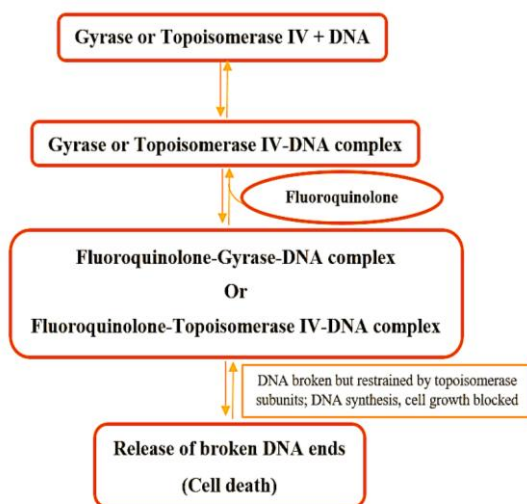 Gyrase or Topoisomerase IV + DNA
Gyrase or Topoisomerase IV-DNA complex
Fluoroquinolone
Fluoroquinolone-Gyrase-DNA complex
Or
Fluoroquinolone-Topoisomerase IV-DNA complex
DNA broken but restrained by topoisomerase
subunits; DNA synthesis, cell growth blocked
Release of broken DNA ends
(Cell death)